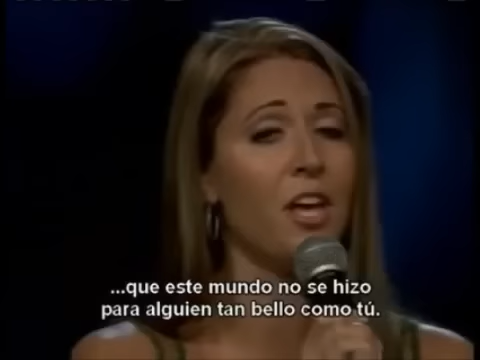 ...que este mundo no se hizo
para alguien tan bello como tú.